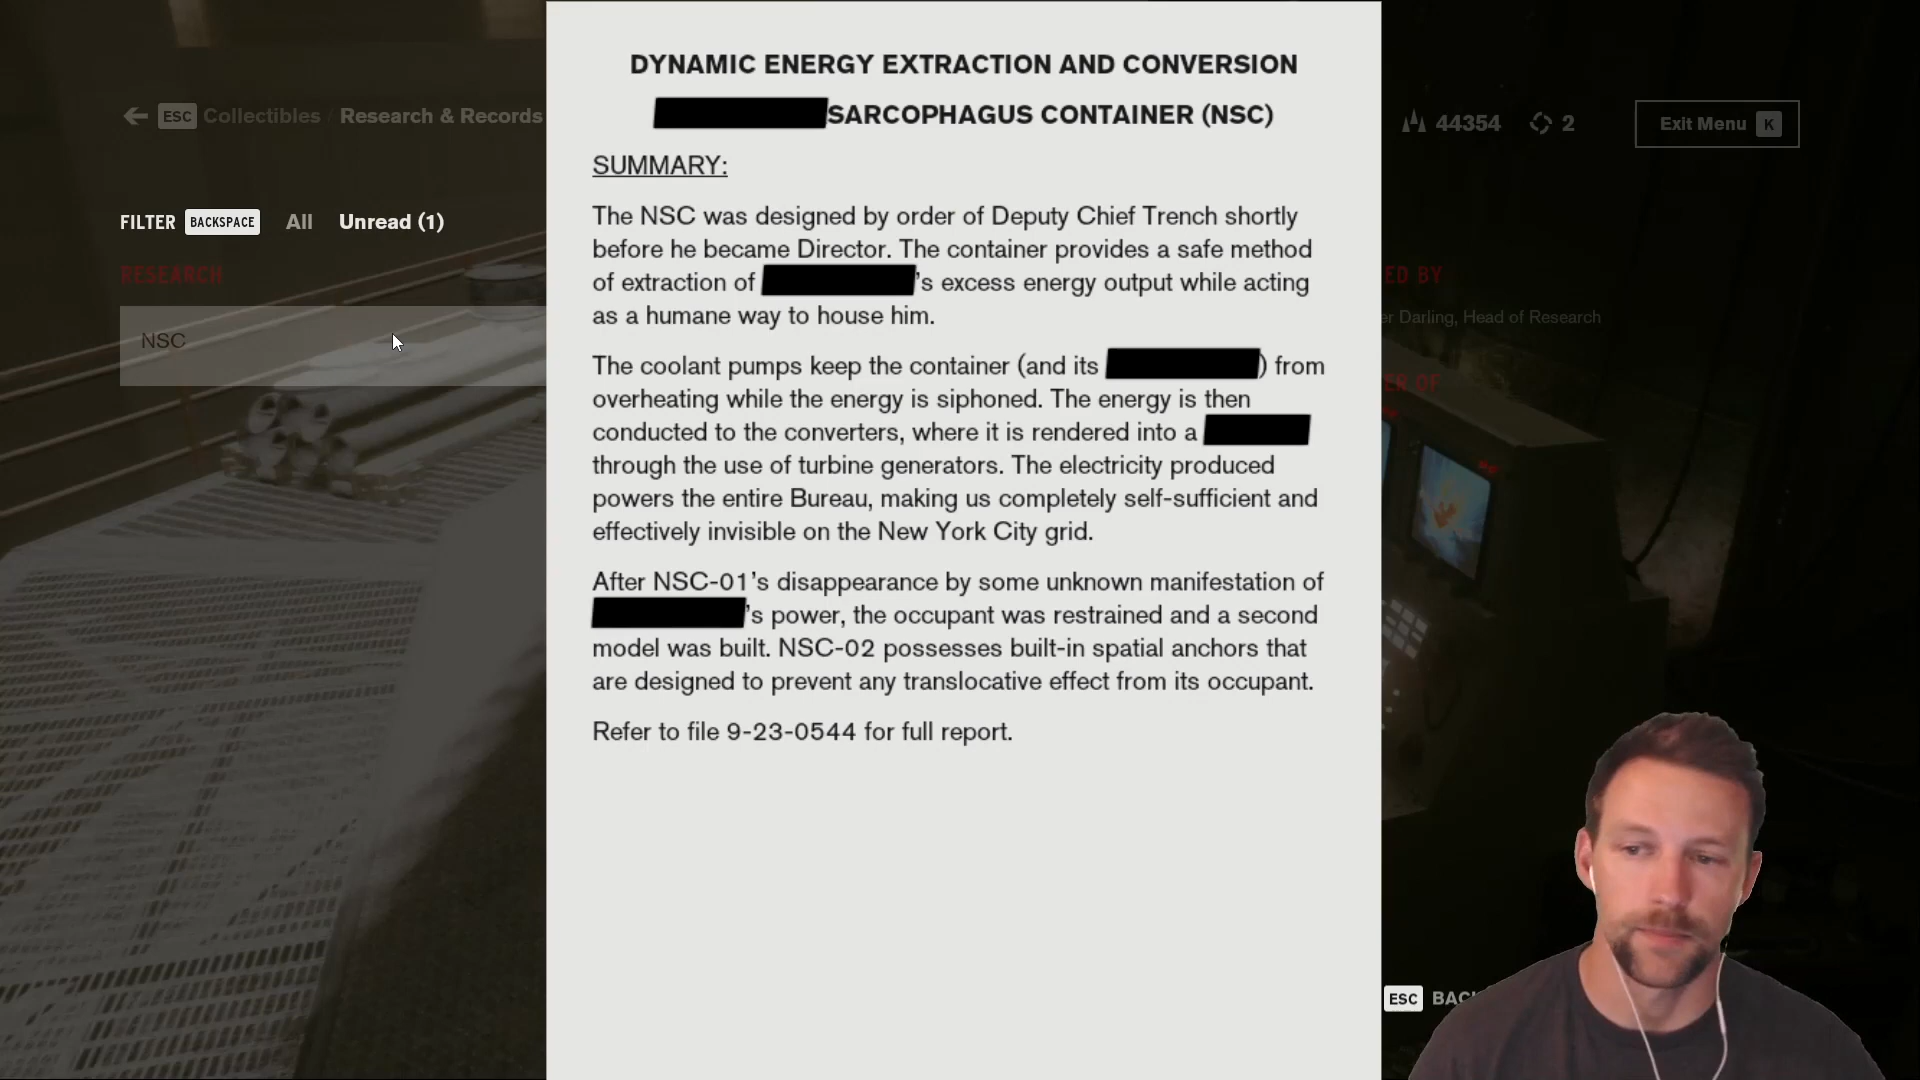 DYNAMIC ENERGY EXTRACTION AND CONVERSION
SARCOPHAGUS CONTAINER (NSC)
ESC Collectibles / Research & Records
44354 2 Exit Menu K
SUMMARY:
The NSC was designed by order of Deputy Chief Trench shortly
before he became Director. The container provides a safe method
of extraction of 's excess energy output while acting
as a humane way to house him.
FILTER BACKSPACE All Unread (1)
RESEARCH
NSC
ED BY
er Darling, Head of Research
The coolant pumps keep the container (and its ) from
overheating while the energy is siphoned. The energy is then
conducted to the converters, where it is rendered into a
through the use of turbine generators. The electricity produced
powers the entire Bureau, making us completely self-sufficient and
effectively invisible on the New York City grid.
ER OF
After NSC-01's disappearance by some unknown manifestation of
's power, the occupant was restrained and a second
model was built. NSC-02 possesses built-in spatial anchors that
are designed to prevent any translocative effect from its occupant.
Refer to file 9-23-0544 for full report.
ESC BAC